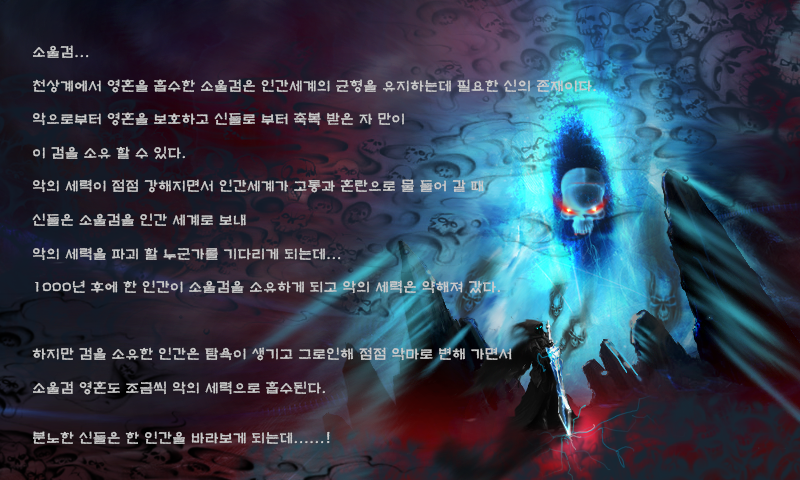 소울검...
천상계에서 영혼을 흡수한 소울검은 인간세계의 균형을 유지하는데 필요한 신의 존재이다
악으로부터 영혼을 보호하고 신들로 부터 축복 받은 자 만이
이 검을 소유 할 수 있다.
악의 세력이 점점 강해지면서 인간세계가 고통과 혼란으로 물 들어 갈 때
신들은 소울검을 인간 세계로 보내
악의 세력을 파괴 할 누군가를 기다리게 되는데...
1000년 후에 한 인간이 소울검을 소유하게 되고 악의 세력은 약해져 갔다.
하지만 검을 소유한 인간은 탐욕이 생기고 그로인해 점점 악마로 변해 가면서
소울검 영혼도 조금씩 악의 세력으로 흡수된다.
분노한 신들은 한 인간을 바라보게 되는데......!